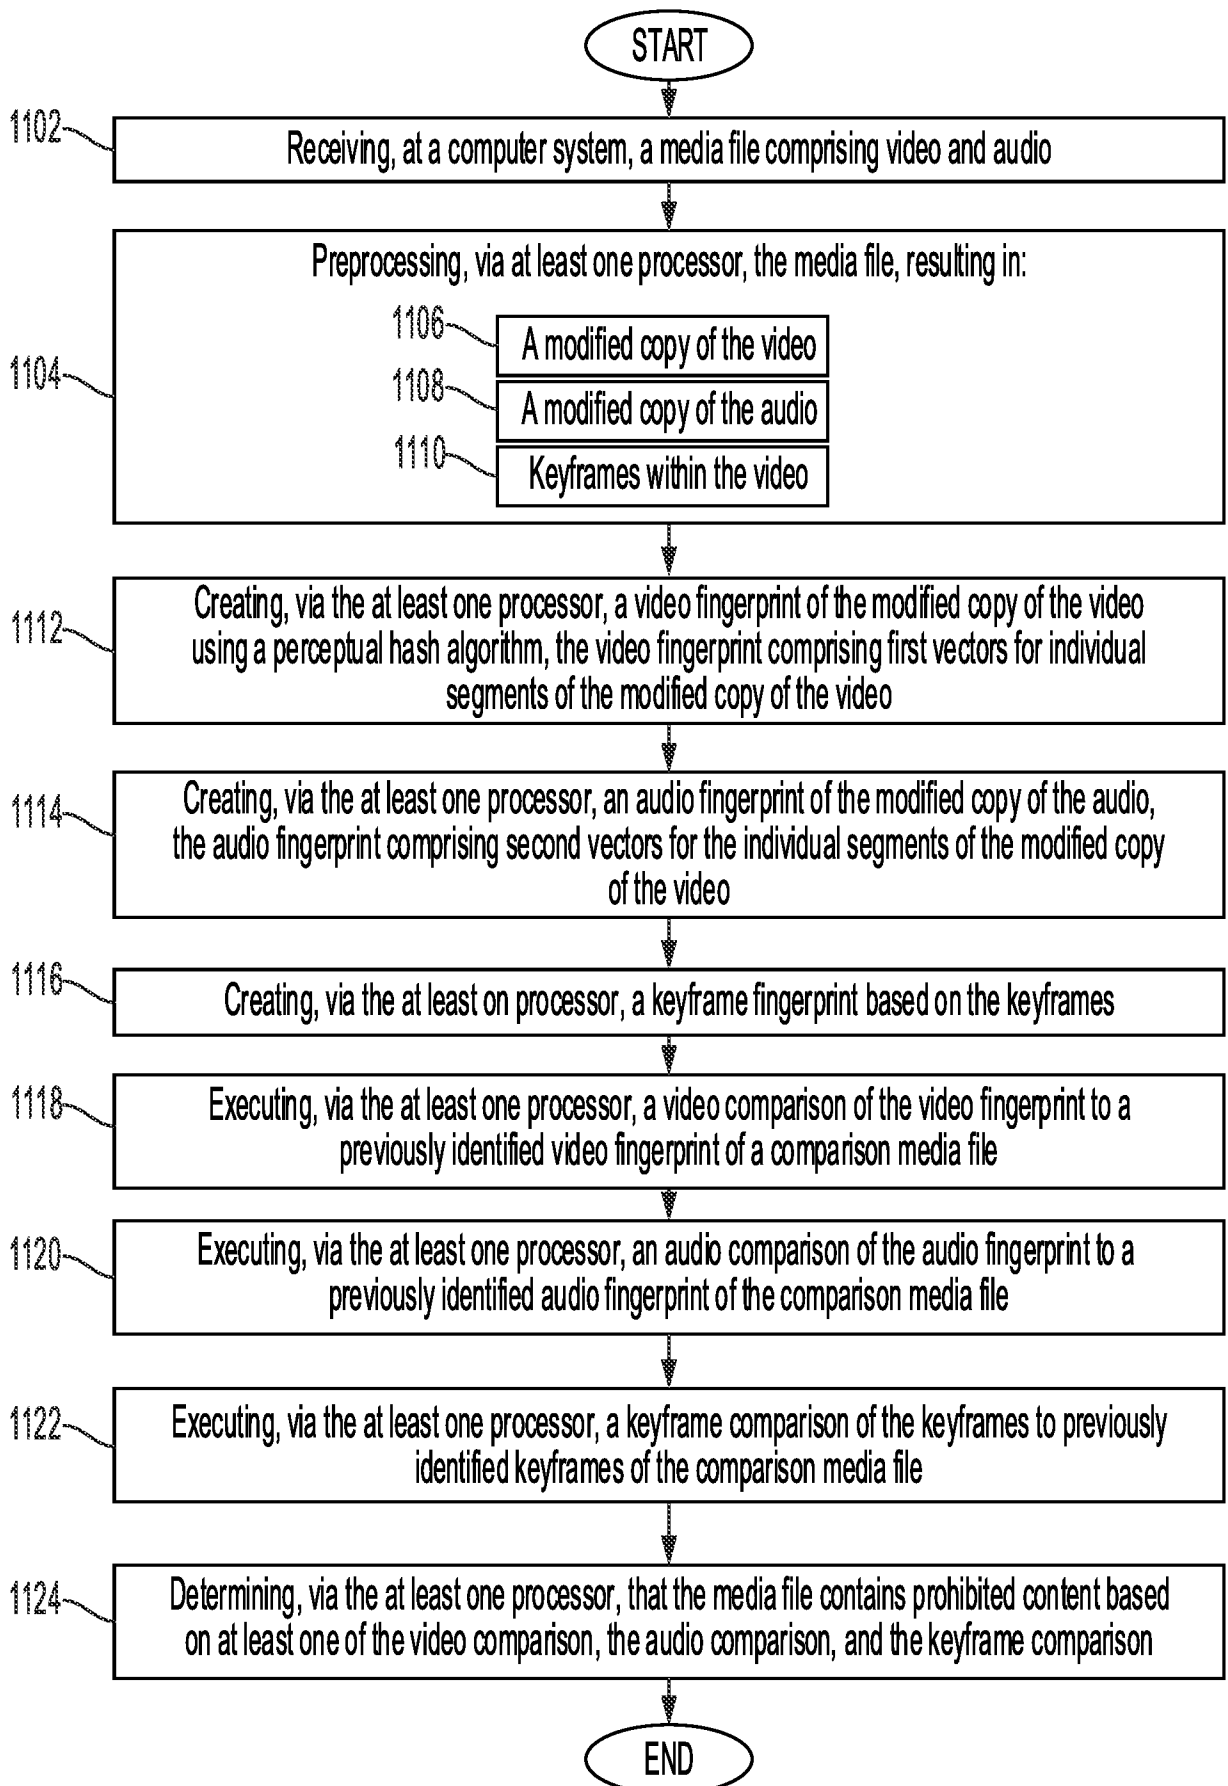 START
1102
Receiving, at a computer system, a media file comprising video and audio
Preprocessing, via at least one processor, the media file, resulting in:
1104
1106
A modified copy of the video
1108
A modified copy of the audio
1110
Keyframes within the video
1112
Creating, via the at least one processor, a video fingerprint of the modified copy of the video
using a perceptual hash algorithm, the video fingerprint comprising first vectors for individual
segments of the modified copy of the video
1114
Creating, via the at least one processor, an audio fingerprint of the modified copy of the audio,
the audio fingerprint comprising second vectors for the individual segments of the modified copy
of the video
1116
Creating, via the at least on processor, a keyframe fingerprint based on the keyframes
1118
Executing, via the at least one processor, a video comparison of the video fingerprint to a
previously identified video fingerprint of a comparison media file
1120
Executing, via the at least one processor, an audio comparison of the audio fingerprint to a
previously identified audio fingerprint of the comparison media file
1122
Executing, via the at least one processor, a keyframe comparison of the keyframes to previously
identified keyframes of the comparison media file
1124
Determining, via the at least one processor, that the media file contains prohibited content based
on at least one of the video comparison, the audio comparison, and the keyframe comparison
END